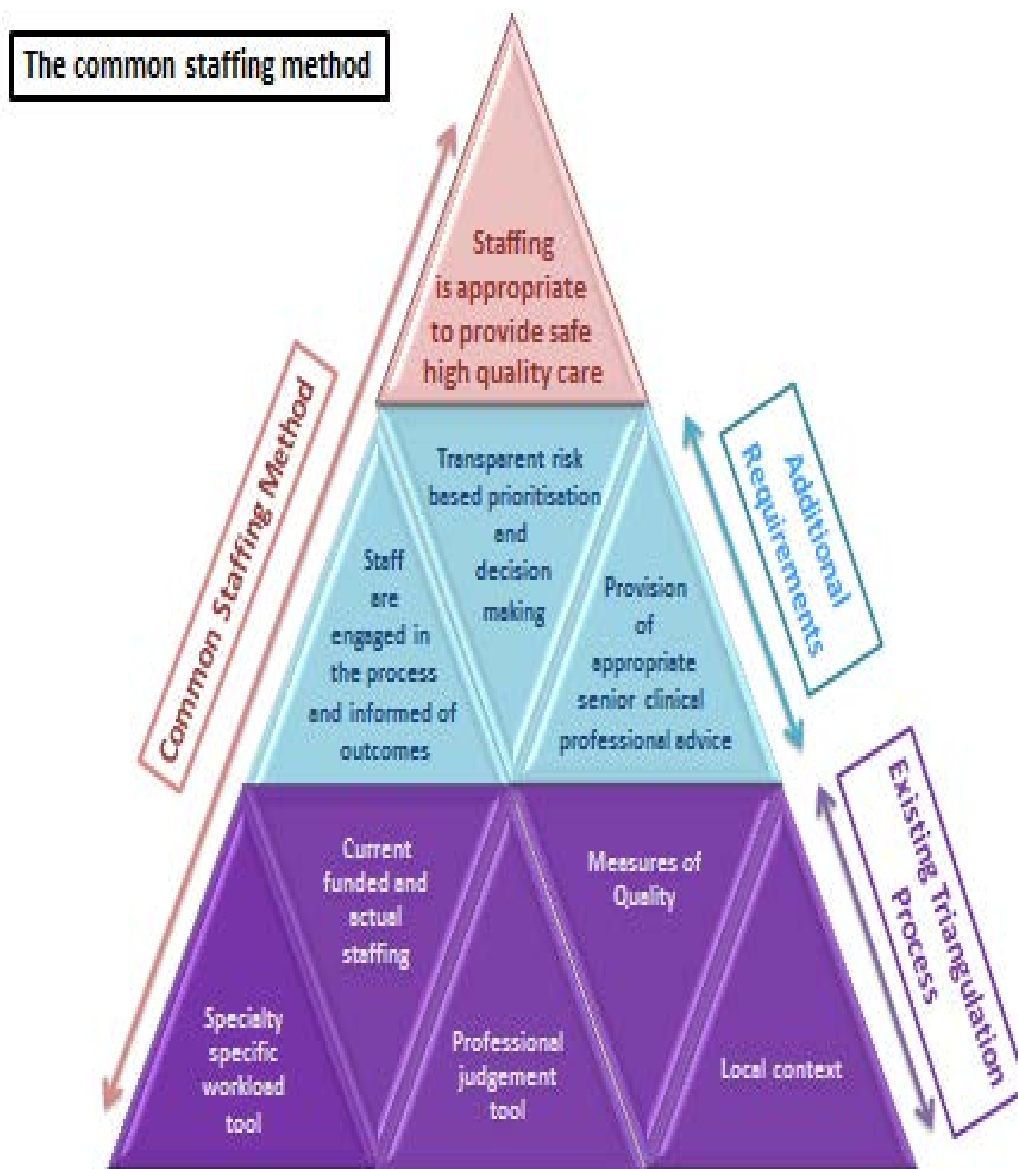 The common staffing method
Staffing
is appropriate
to provide safe
high quality care
Common Staffing Method
Transparent risk
based prioritisation
and
decision
making
Staff
are
engaged in
the process
and informed of
outcomes
Provision
of
appropriate
senior clinical
professional advice
Additional
Requirements
Current
funded and
actual
staffing
Measures of
Quality
Specialty
specific
workload
tool
Professional
judgement
tool
Local context
Existing Triangulation
Process